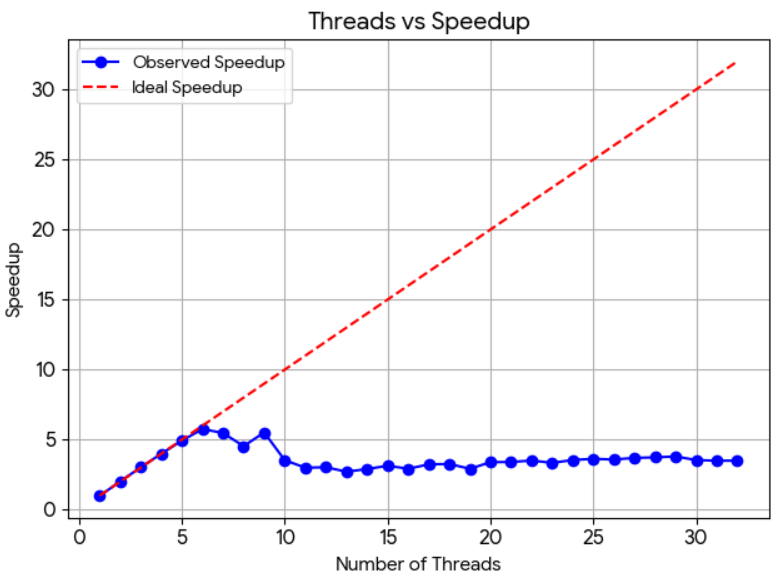 Threads vs Speedup
Observed Speedup
Ideal Speedup
Speedup
30
25
20
15
10
5
0
0 5 10 15 20 25 30
Number of Threads